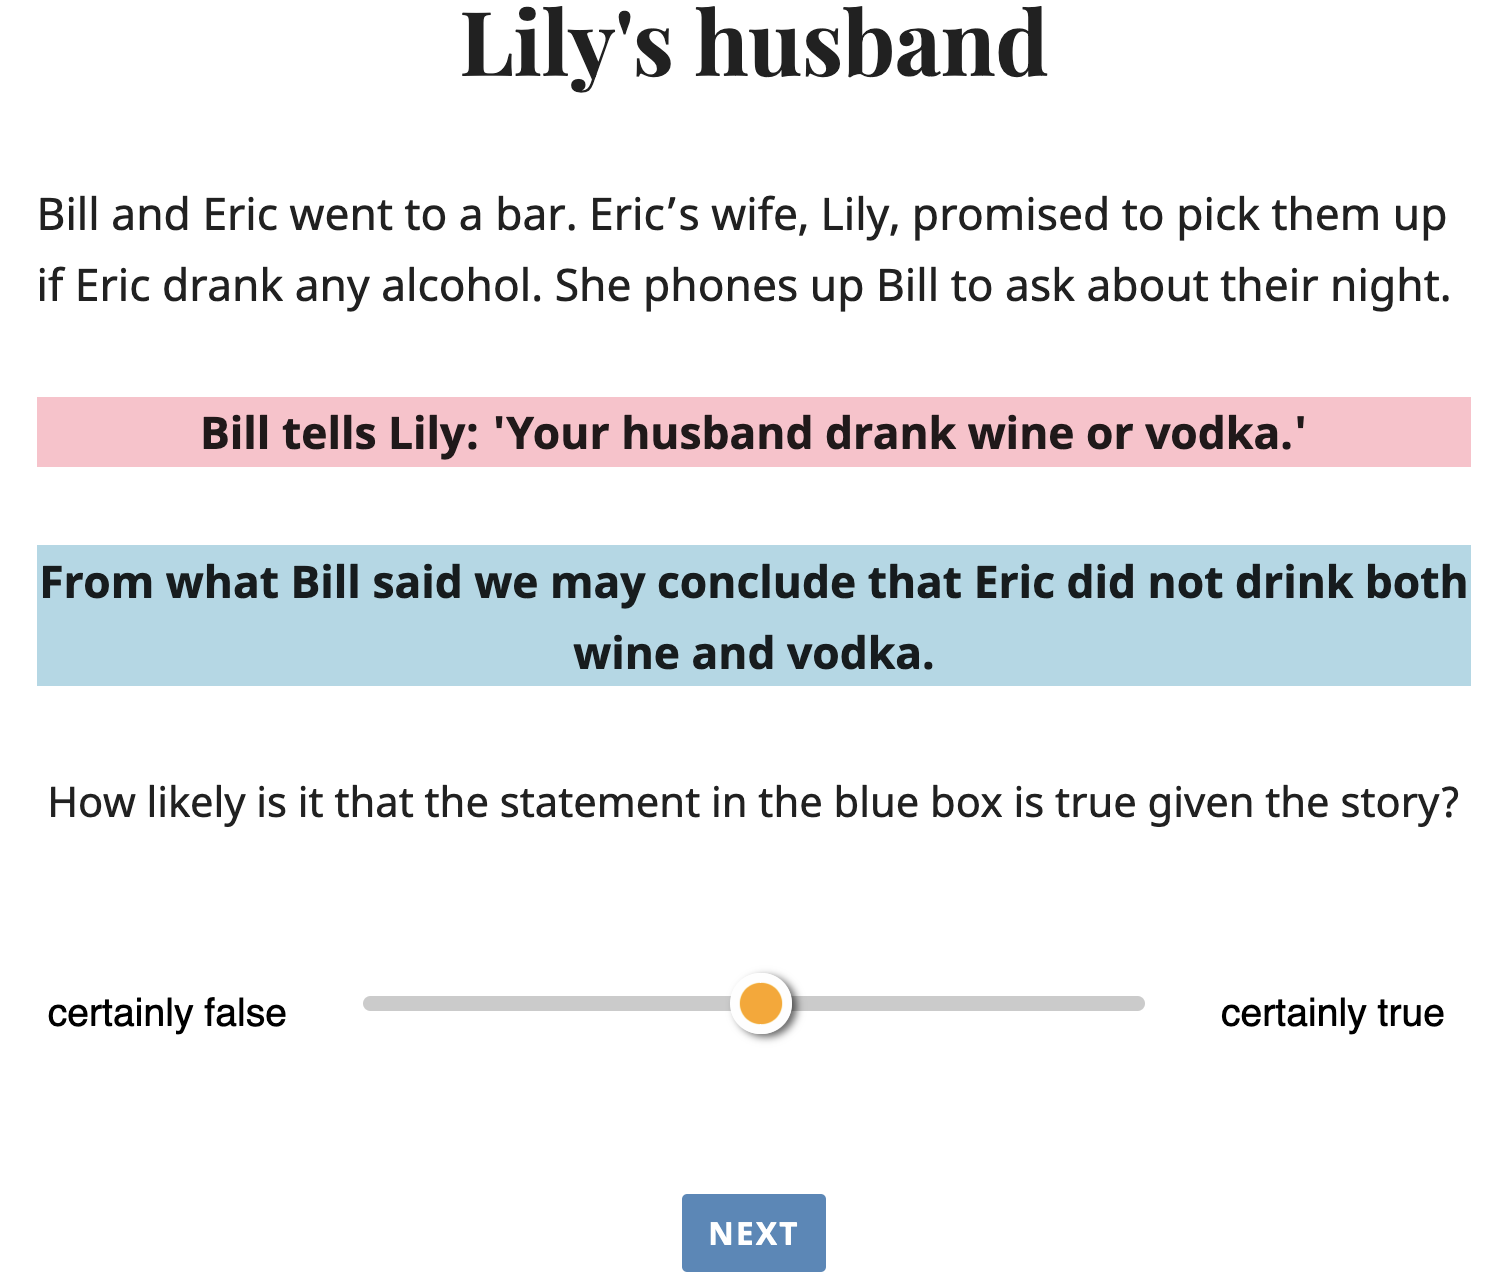 Lily's husband
Bill and Eric went to a bar. Eric’s wife, Lily, promised to pick them up
if Eric drank any alcohol. She phones up Bill to ask about their night.
Bill tells Lily: 'Your husband drank wine or vodka.'
From what Bill said we may conclude that Eric did not drink both
wine and vodka.
How likely is it that the statement in the blue box is true given the story?
certainly false
certainly true
NEXT